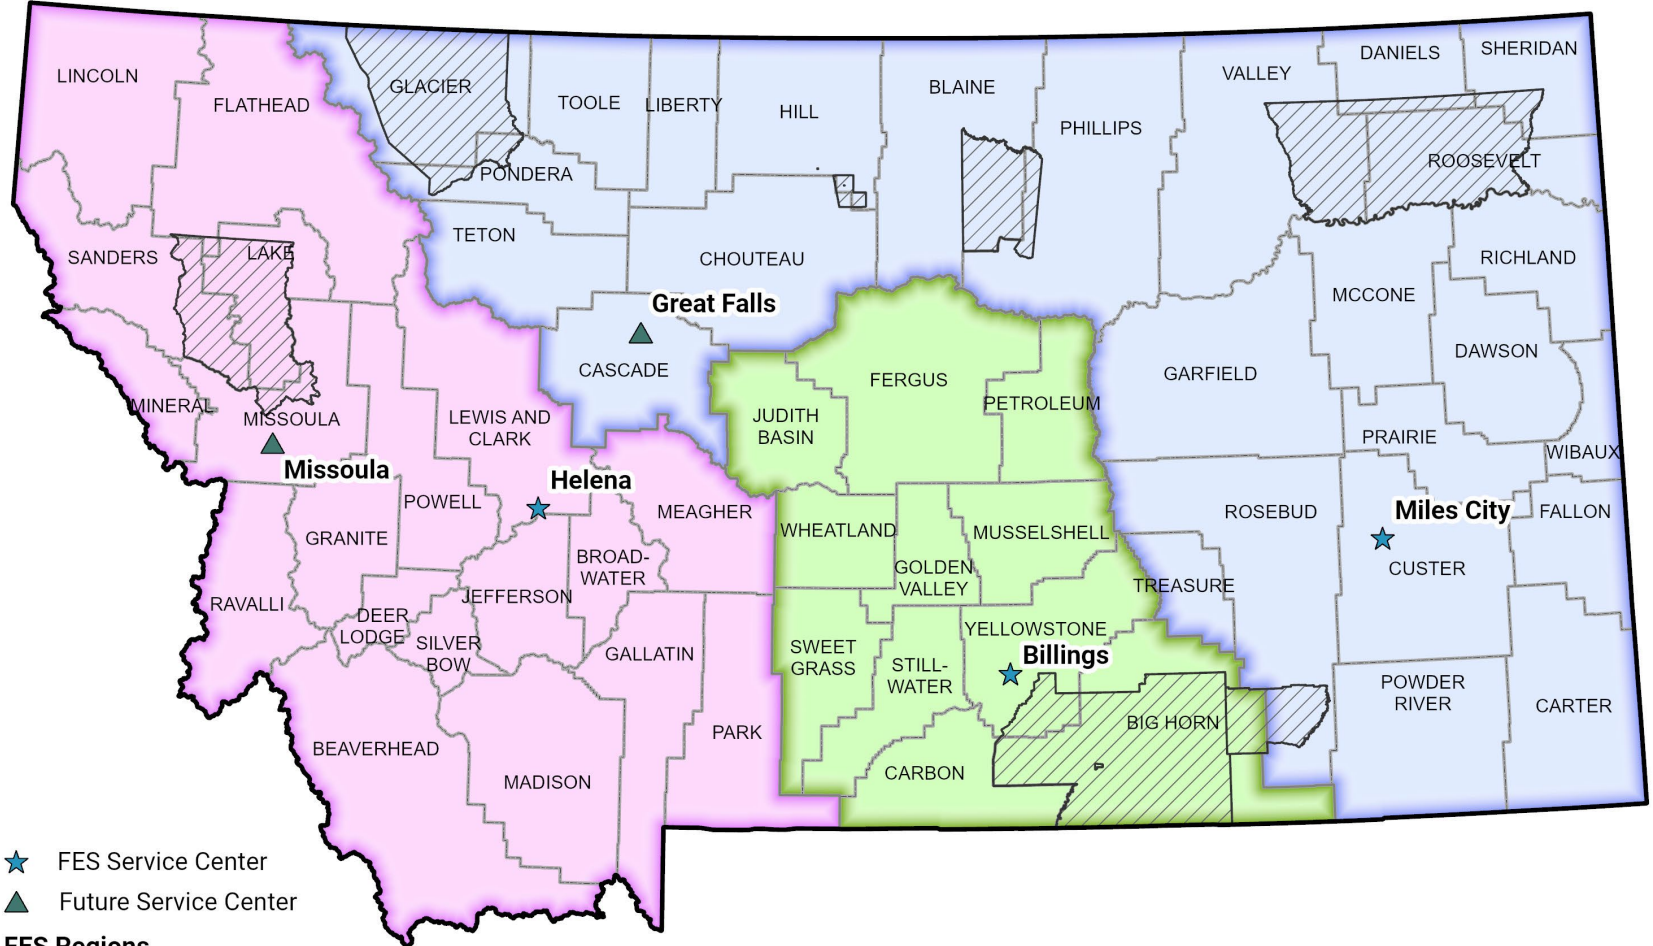 SHERIDAN
DANIELS
LINCOLN
VALLEY
GLACIER
BLAINE
FLATHEAD
TOOLE
LIBERTY
HILL
PHILLIPS
ROOSEVELT
PONDERA
TETON
LAKE
SANDERS
CHOUTEAU
RICHLAND
MCCONE
Great Falls
DAWSON
CASCADE
GARFIELD
FERGUS
PETROLEUM
MINERAL
MISSOULA
LEWIS AND
CLARK
JUDITH
BASIN
PRAIRIE
WIBAUX
Missoula
Helena
POWELL
MEAGHER
ROSEBUD
Miles City
FALLON
WHEATLAND
MUSSELSHELL
GRANITE
BROAD-
WATER
GOLDEN
VALLEY
CUSTER
TREASURE
RAVALLI
JEFFERSON
DEER
LODGE
SILVER
BOW
YELLOWSTONE
GALLATIN
SWEET
GRASS
Billings
STILL-
WATER
POWDER
RIVER
CARTER
BIG HORN
PARK
BEAVERHEAD
CARBON
MADISON
FES Service Center
Future Service Center
FES Regions